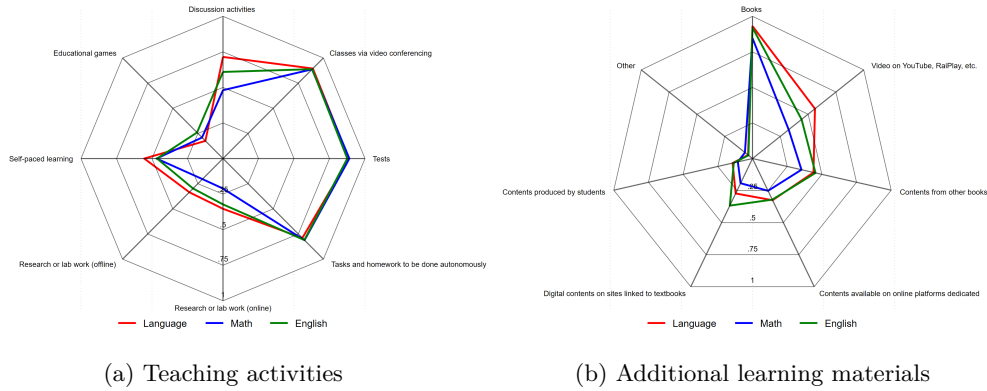 Discussion activities
Educational games
Classes via video conferencing
Self-paced learning
Tests
.25
.5
.75
1
Research or lab work (offline)
Tasks and homework to be done autonomously
Research or lab work (online)
Language Math English
(a) Teaching activities
Books
Other
Video on YouTube, RaiPlay, etc.
Contents produced by students
Contents from other books
.25
.5
.75
1
Digital contents on sites linked to textbooks
Contents available on online platforms dedicated
Language Math English
(b) Additional learning materials